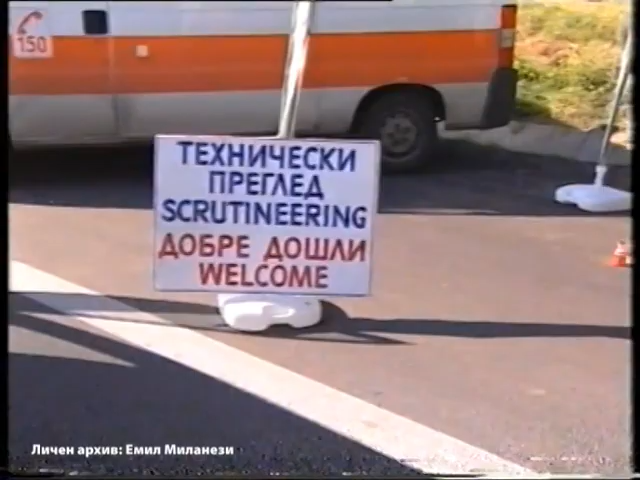 150
ТЕХНИЧЕСКИ
ПРЕГЛЕД
SCRUTINEERING
ДОБРЕ ДОШЛИ
WELCOME
Личен архив: Емил Миланези